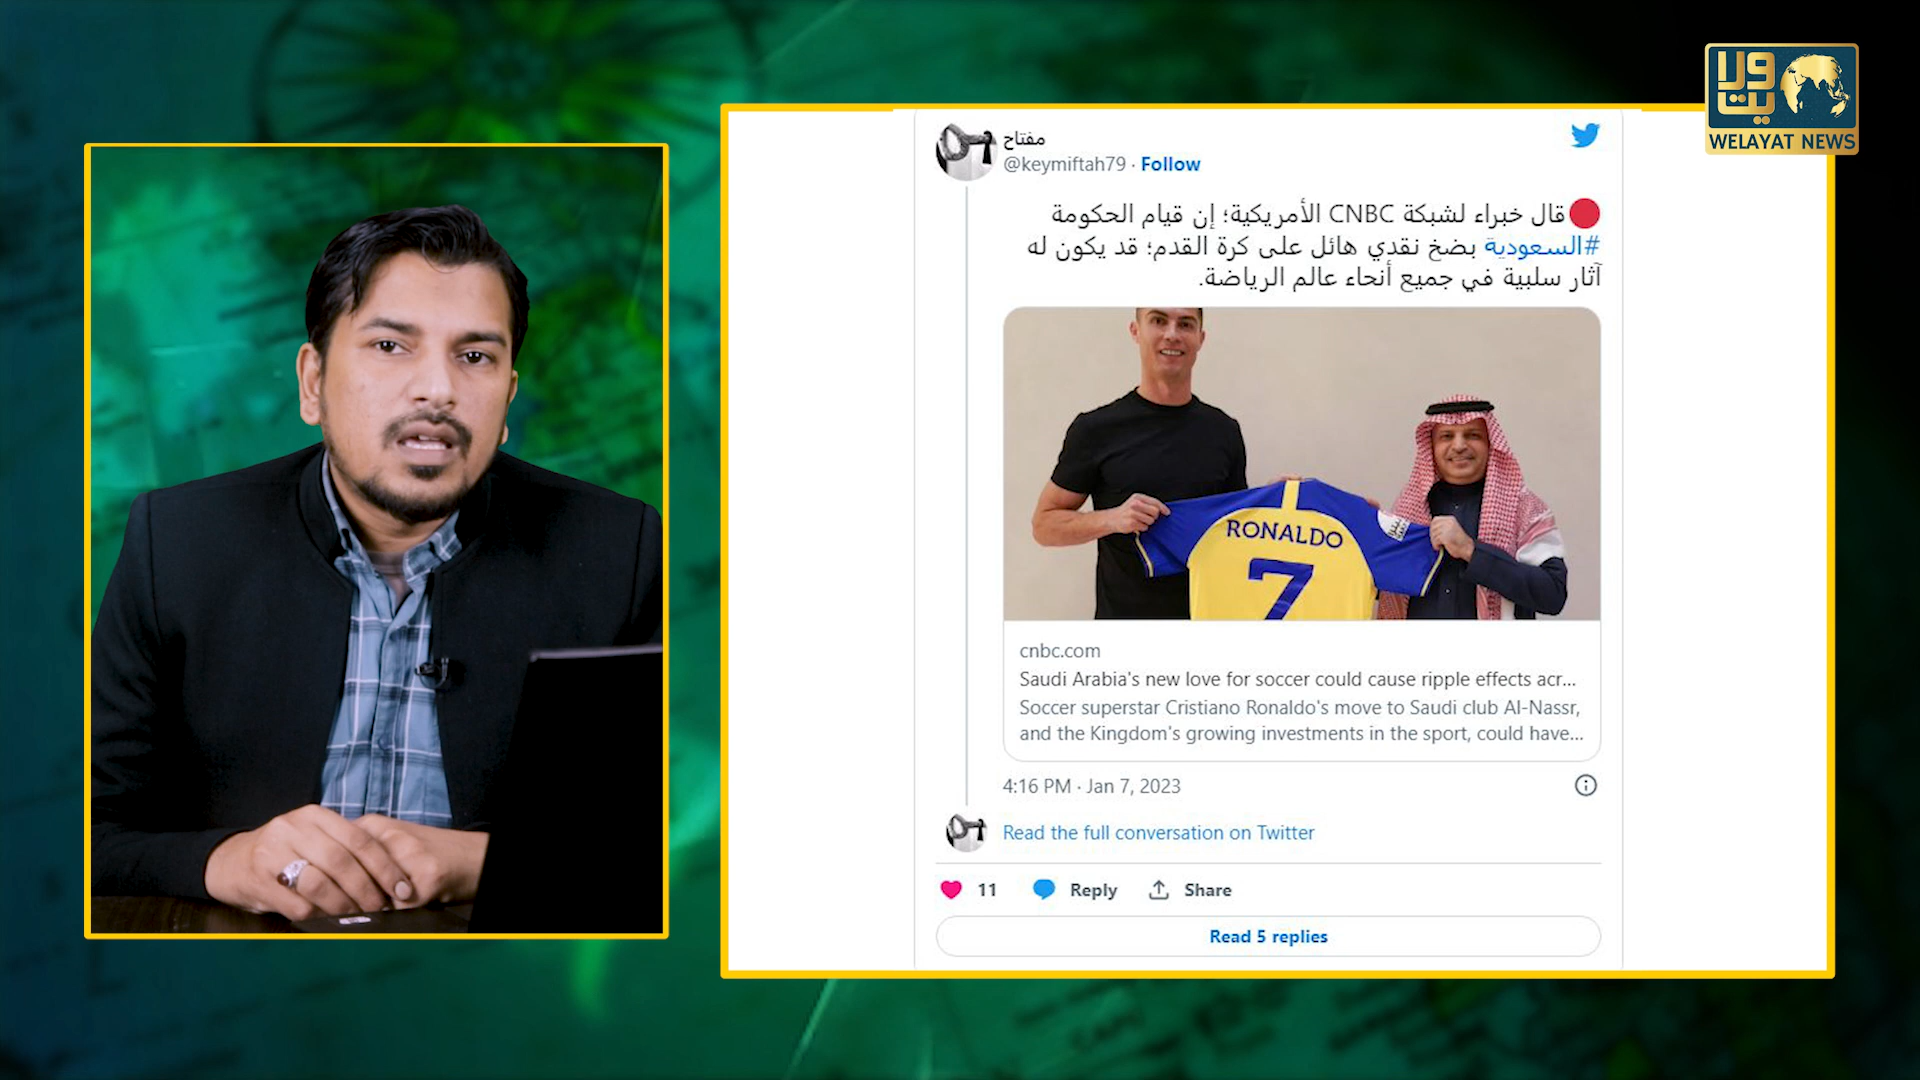 ولایت
WELAYAT NEWS
مفتاح
@keymiftah79 · Follow
قال خبراء لشبكة CNBC الأمريكية؛ إن قيام الحكومة
#السعودية بضخ نقدي هائل على كرة القدم؛ قد يكون له
آثار سلبية في جميع أنحاء عالم الرياضة.
RONALDO
7
cnbc.com
Saudi Arabia's new love for soccer could cause ripple effects acr...
Soccer superstar Cristiano Ronaldo's move to Saudi club Al-Nassr,
and the Kingdom's growing investments in the sport, could have...
4:16 PM · Jan 7, 2023
Read the full conversation on Twitter
11 Reply Share
Read 5 replies